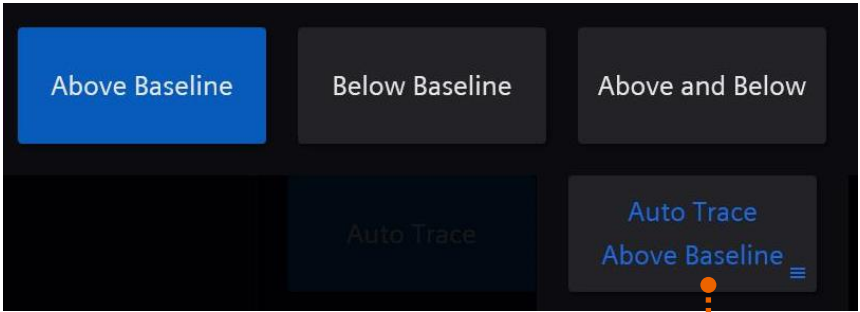 Above Baseline
Below Baseline
Above and Below
Auto Trace
Auto Trace
Above Baseline